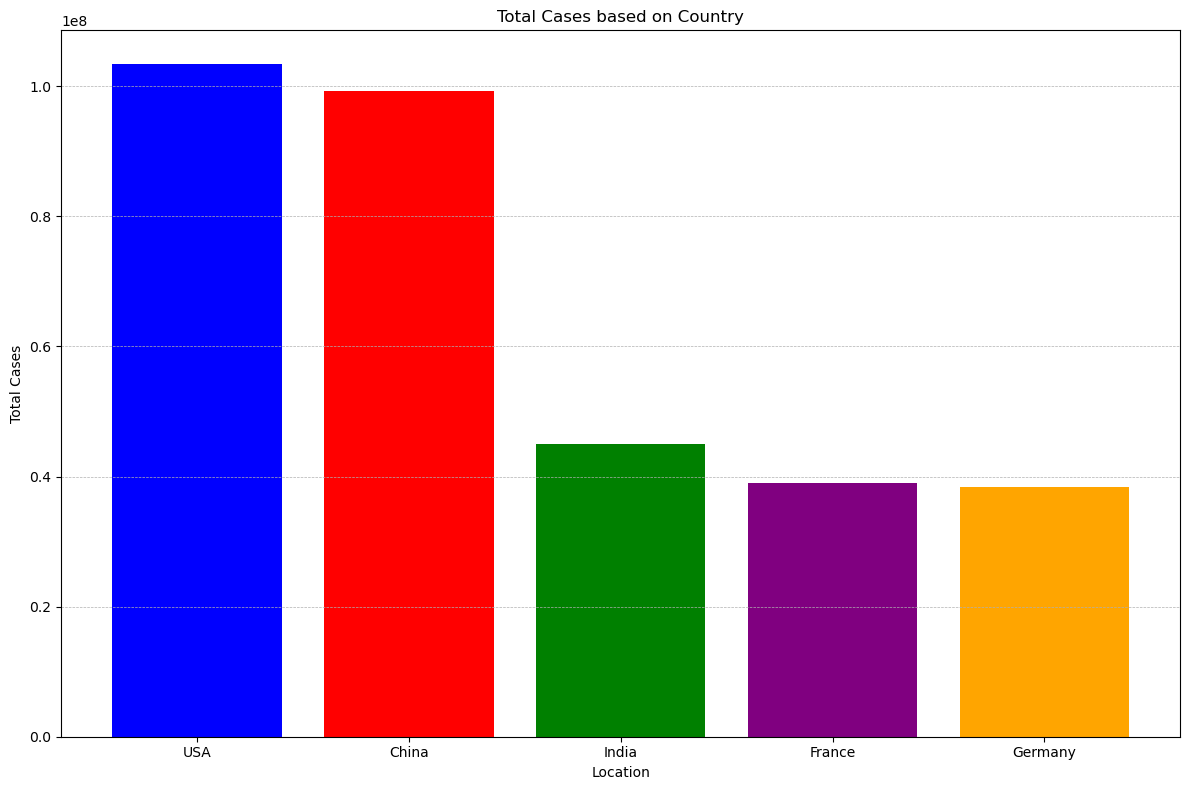 Total Cases based on Country
1e8
1.0
0.8
0.6
0.4
0.2
0.0
Total Cases
USA China India France Germany
Location